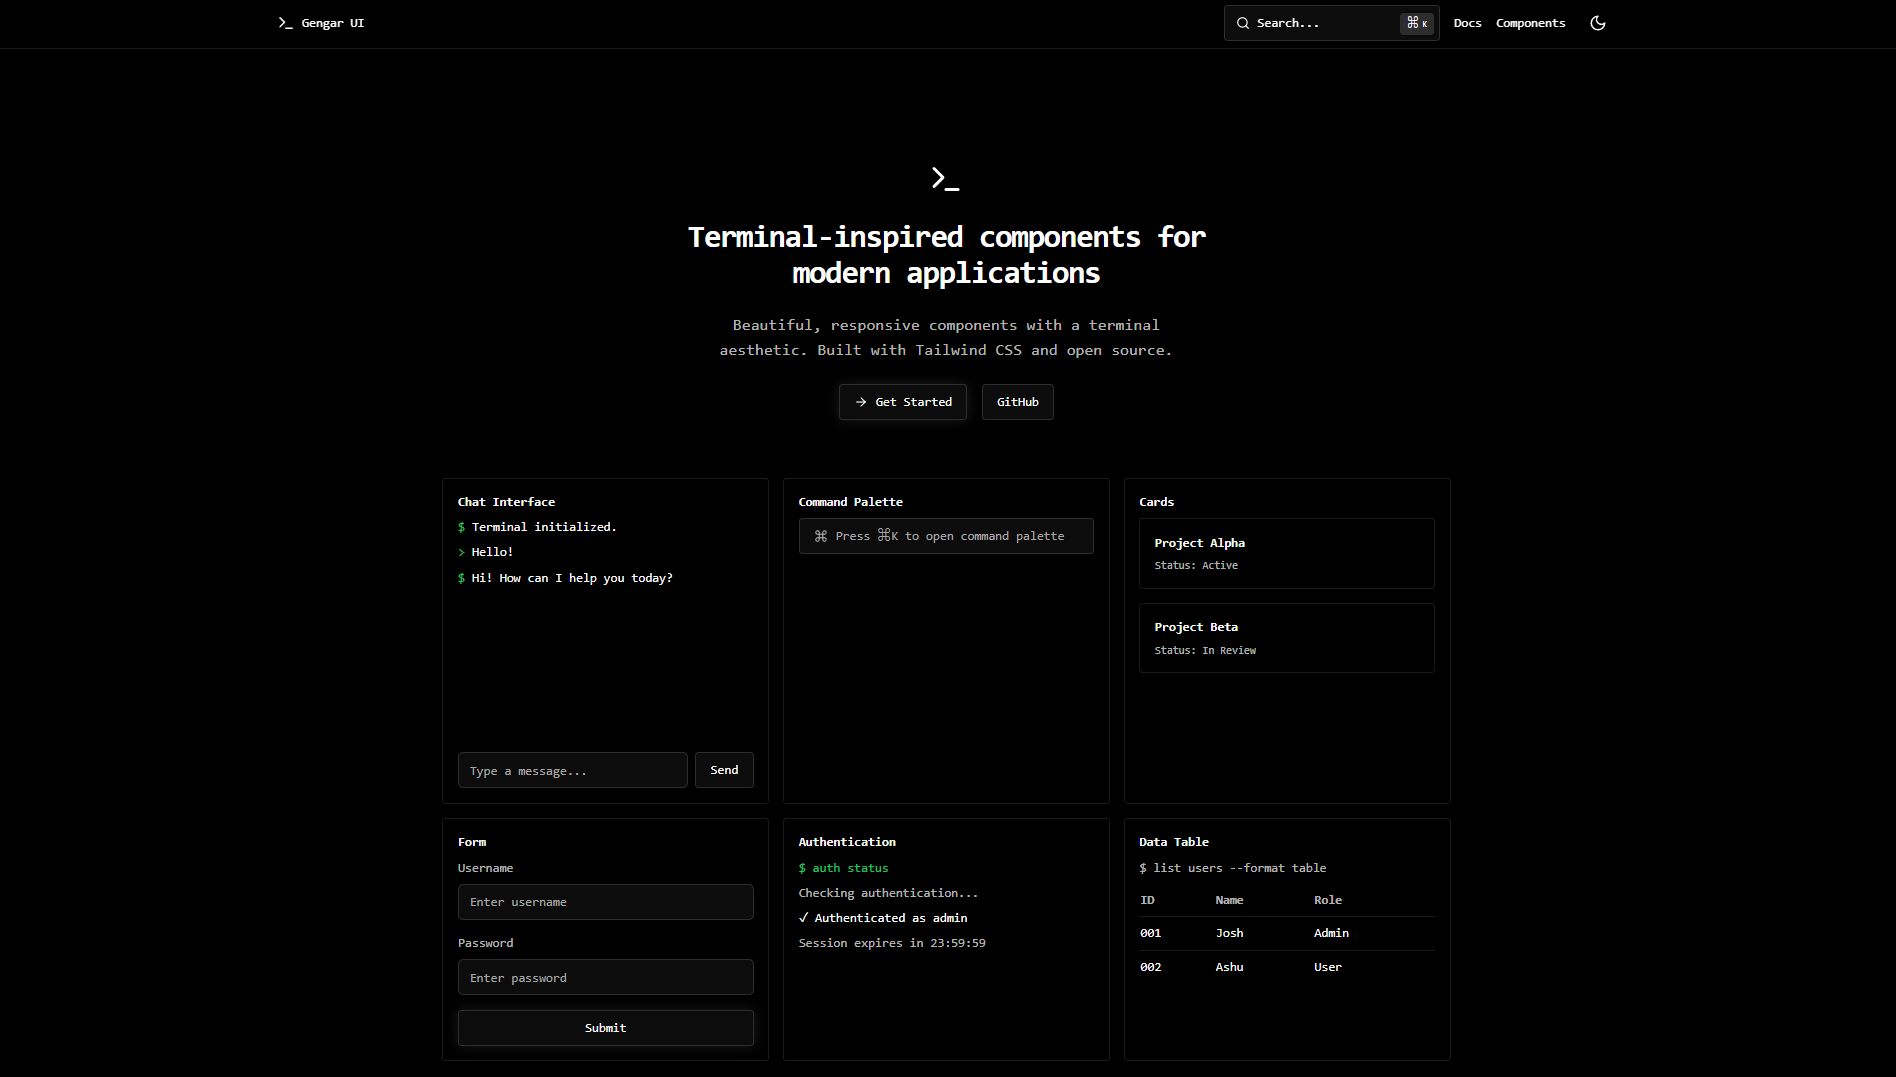 >_ Gengar UI
Search... ⌘K
Docs
Components
>_
Terminal-inspired components for
modern applications
Beautiful, responsive components with a terminal
aesthetic. Built with Tailwind CSS and open source.
→ Get Started
GitHub
Chat Interface
$ Terminal initialized.
> Hello!
$ Hi! How can I help you today?
Type a message...
Send
Command Palette
⌘ Press ⌘K to open command palette
Cards
Project Alpha
Status: Active
Project Beta
Status: In Review
Form
Username
Enter username
Password
Enter password
Submit
Authentication
$ auth status
Checking authentication...
✓ Authenticated as admin
Session expires in 23:59:59
Data Table
$ list users --format table
ID Name Role
001 Josh Admin
002 Ashu User